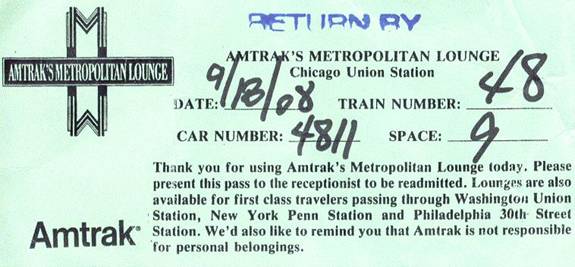 RETURN BY
AMTRAK'S METROPOLITAN LOUNGE
AMTRAK'S METROPOLITAN LOUNGE
Chicago Union Station
DATE: 9/18/08 TRAIN NUMBER: 48
CAR NUMBER: 4811 SPACE: 9
Thank you for using Amtrak's Metropolitan Lounge today. Please
present this pass to the receptionist to be readmitted. Lounges are also
available for first class travelers passing through Washington Union
Station, New York Penn Station and Philadelphia 30th Street
Station. We'd also like to remind you that Amtrak is not responsible
for personal belongings.
Amtrak®